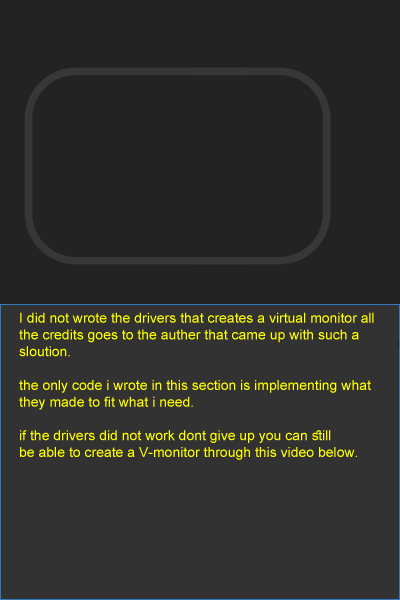 I did not wrote the drivers that creates a virtual monitor all
the credits goes to the auther that came up with such a
sloution.
the only code i wrote in this section is implementing what
they made to fit what i need.
if the drivers did not work dont give up you can still
be able to create a V-monitor through this video below.